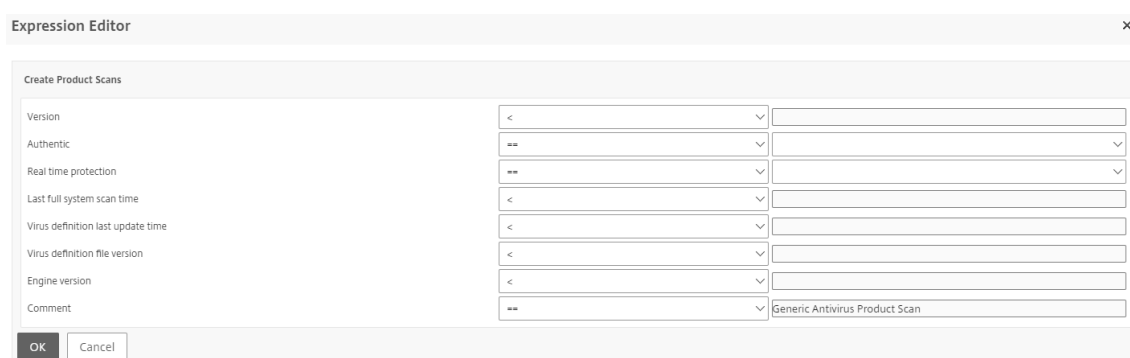 Expression Editor ×
Create Product Scans
Version <
Authentic ==
Real time protection ==
Last full system scan time <
Virus definition last update time <
Virus definition file version <
Engine version <
Comment == Generic Antivirus Product Scan
OK Cancel